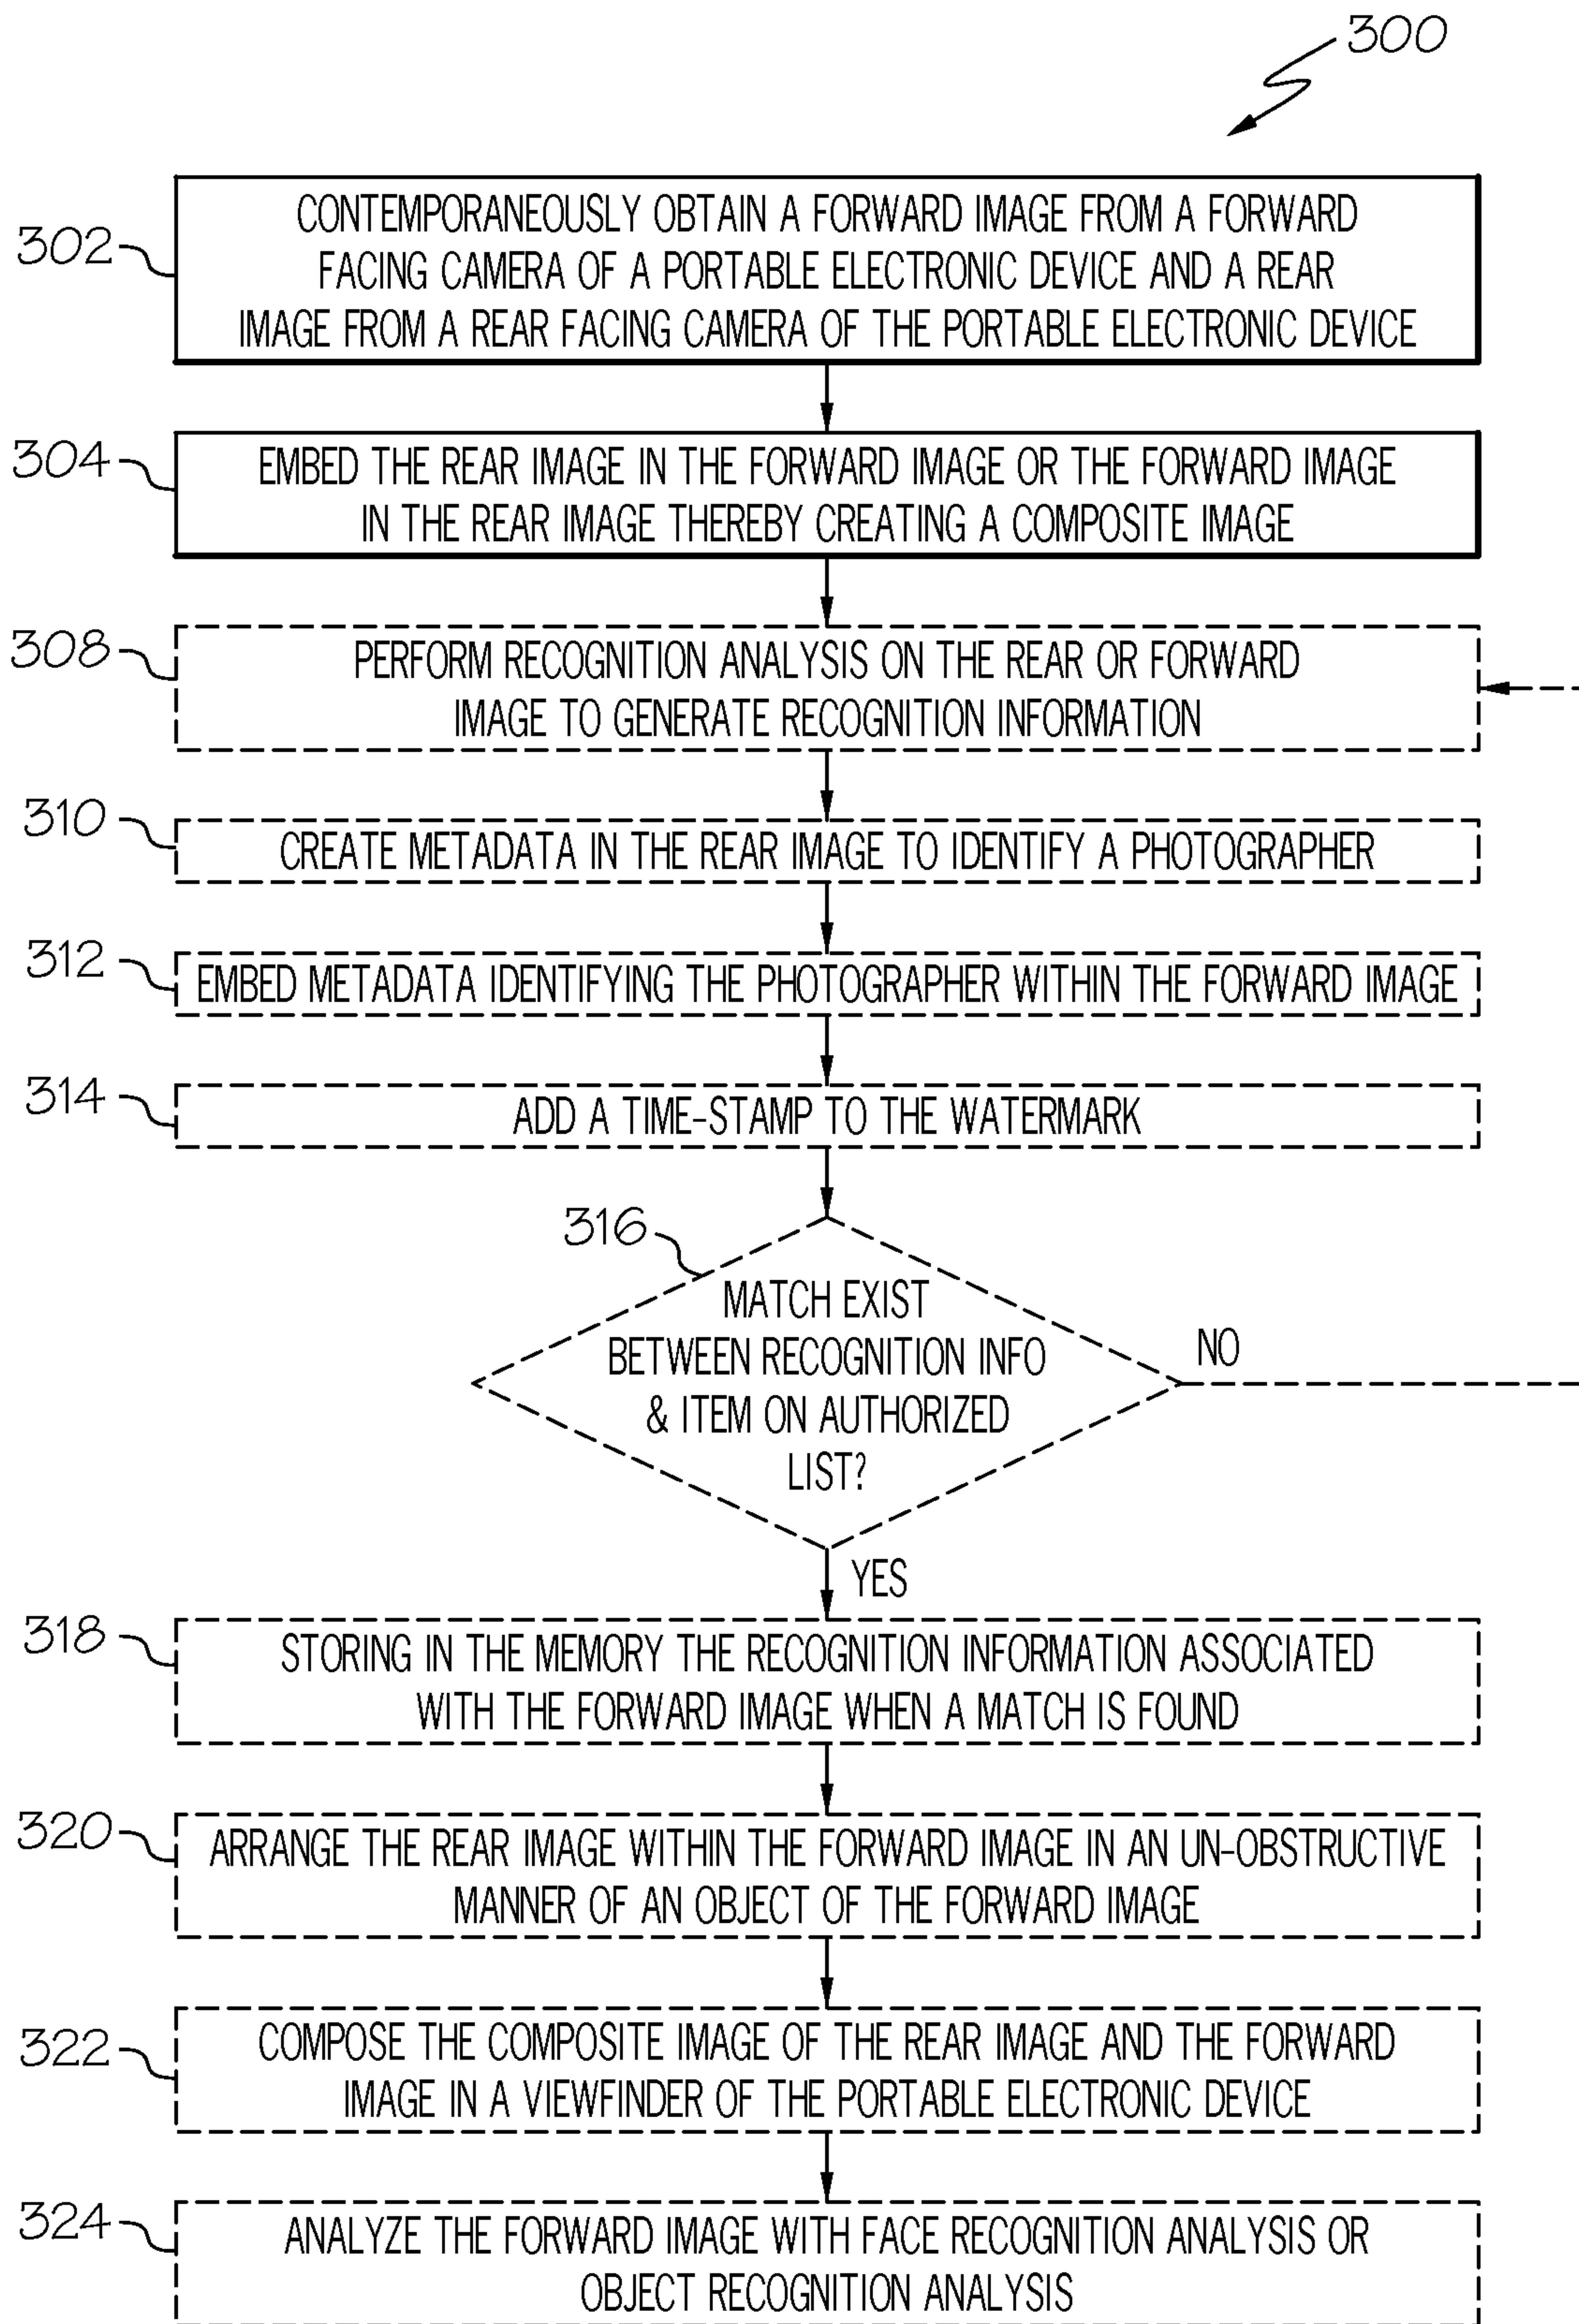 300
302
CONTEMPORANEOUSLY OBTAIN A FORWARD IMAGE FROM A FORWARD
FACING CAMERA OF A PORTABLE ELECTRONIC DEVICE AND A REAR
IMAGE FROM A REAR FACING CAMERA OF THE PORTABLE ELECTRONIC DEVICE
304
EMBED THE REAR IMAGE IN THE FORWARD IMAGE OR THE FORWARD IMAGE
IN THE REAR IMAGE THEREBY CREATING A COMPOSITE IMAGE
308
PERFORM RECOGNITION ANALYSIS ON THE REAR OR FORWARD
IMAGE TO GENERATE RECOGNITION INFORMATION
310
CREATE METADATA IN THE REAR IMAGE TO IDENTIFY A PHOTOGRAPHER
312
EMBED METADATA IDENTIFYING THE PHOTOGRAPHER WITHIN THE FORWARD IMAGE
314
ADD A TIME-STAMP TO THE WATERMARK
316
MATCH EXIST
BETWEEN RECOGNITION INFO
& ITEM ON AUTHORIZED
LIST?
NO
YES
318
STORING IN THE MEMORY THE RECOGNITION INFORMATION ASSOCIATED
WITH THE FORWARD IMAGE WHEN A MATCH IS FOUND
320
ARRANGE THE REAR IMAGE WITHIN THE FORWARD IMAGE IN AN UN-OBSTRUCTIVE
MANNER OF AN OBJECT OF THE FORWARD IMAGE
322
COMPOSE THE COMPOSITE IMAGE OF THE REAR IMAGE AND THE FORWARD
IMAGE IN A VIEWFINDER OF THE PORTABLE ELECTRONIC DEVICE
324
ANALYZE THE FORWARD IMAGE WITH FACE RECOGNITION ANALYSIS OR
OBJECT RECOGNITION ANALYSIS